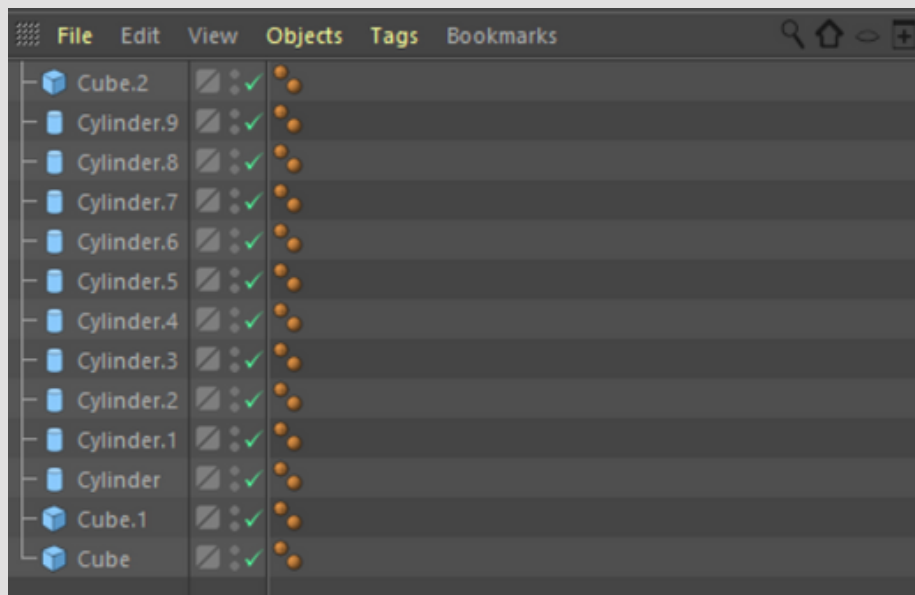 File Edit View Objects Tags Bookmarks
Cube.2
Cylinder.9
Cylinder.8
Cylinder.7
Cylinder.6
Cylinder.5
Cylinder.4
Cylinder.3
Cylinder.2
Cylinder.1
Cylinder
Cube.1
Cube